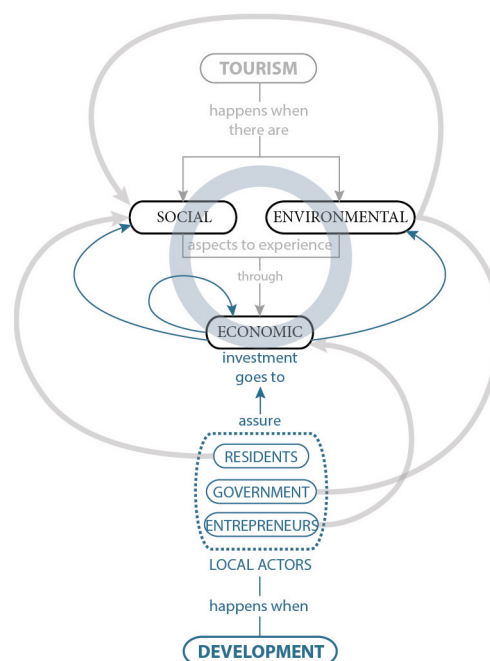 TOURISM
happens when
there are
SOCIAL
ENVIRONMENTAL
aspects to experience
through
ECONOMIC
investment
goes to
assure
RESIDENTS
GOVERNMENT
ENTREPRENEURS
LOCAL ACTORS
happens when
DEVELOPMENT